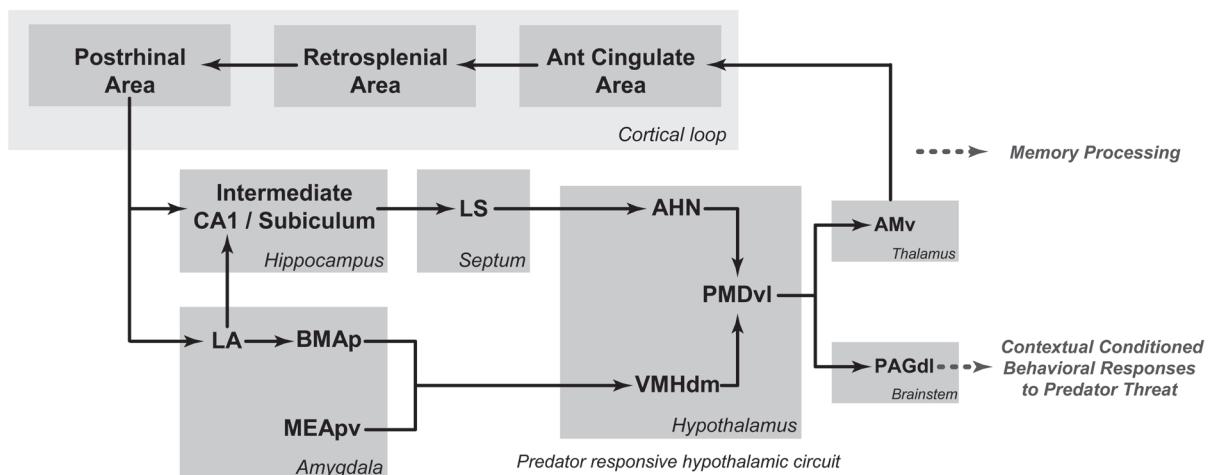 Postrhinal
Area
Retrosplenial
Area
Ant Cingulate
Area
Cortical loop
Memory Processing
Intermediate
CA1 / Subiculum
Hippocampus
LS
Septum
AHN
PMDvl
VMHdm
Hypothalamus
AMv
Thalamus
LA
BMAp
MEApv
Amygdala
PAGdl
Brainstem
Contextual Conditioned
Behavioral Responses
to Predator Threat
Predator responsive hypothalamic circuit